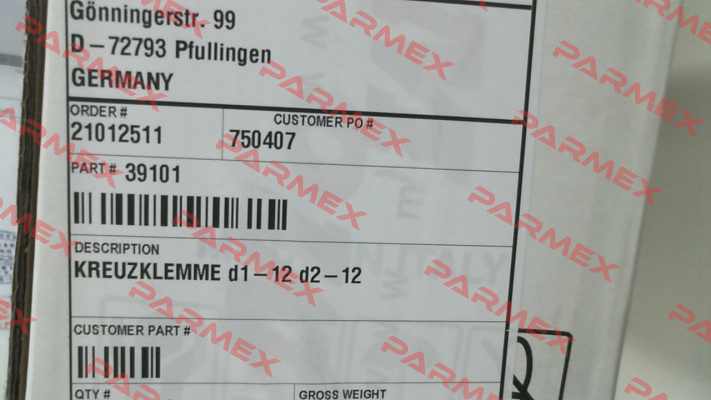 Gönningerstr. 99
D-72793 Pfullingen
GERMANY
ORDER #
CUSTOMER PO #
21012511
750407
PART # 39101
DESCRIPTION
KREUZKLEMME d1-12 d2-12
CUSTOMER PART #
QTY #
GROSS WEIGHT
PARMEX